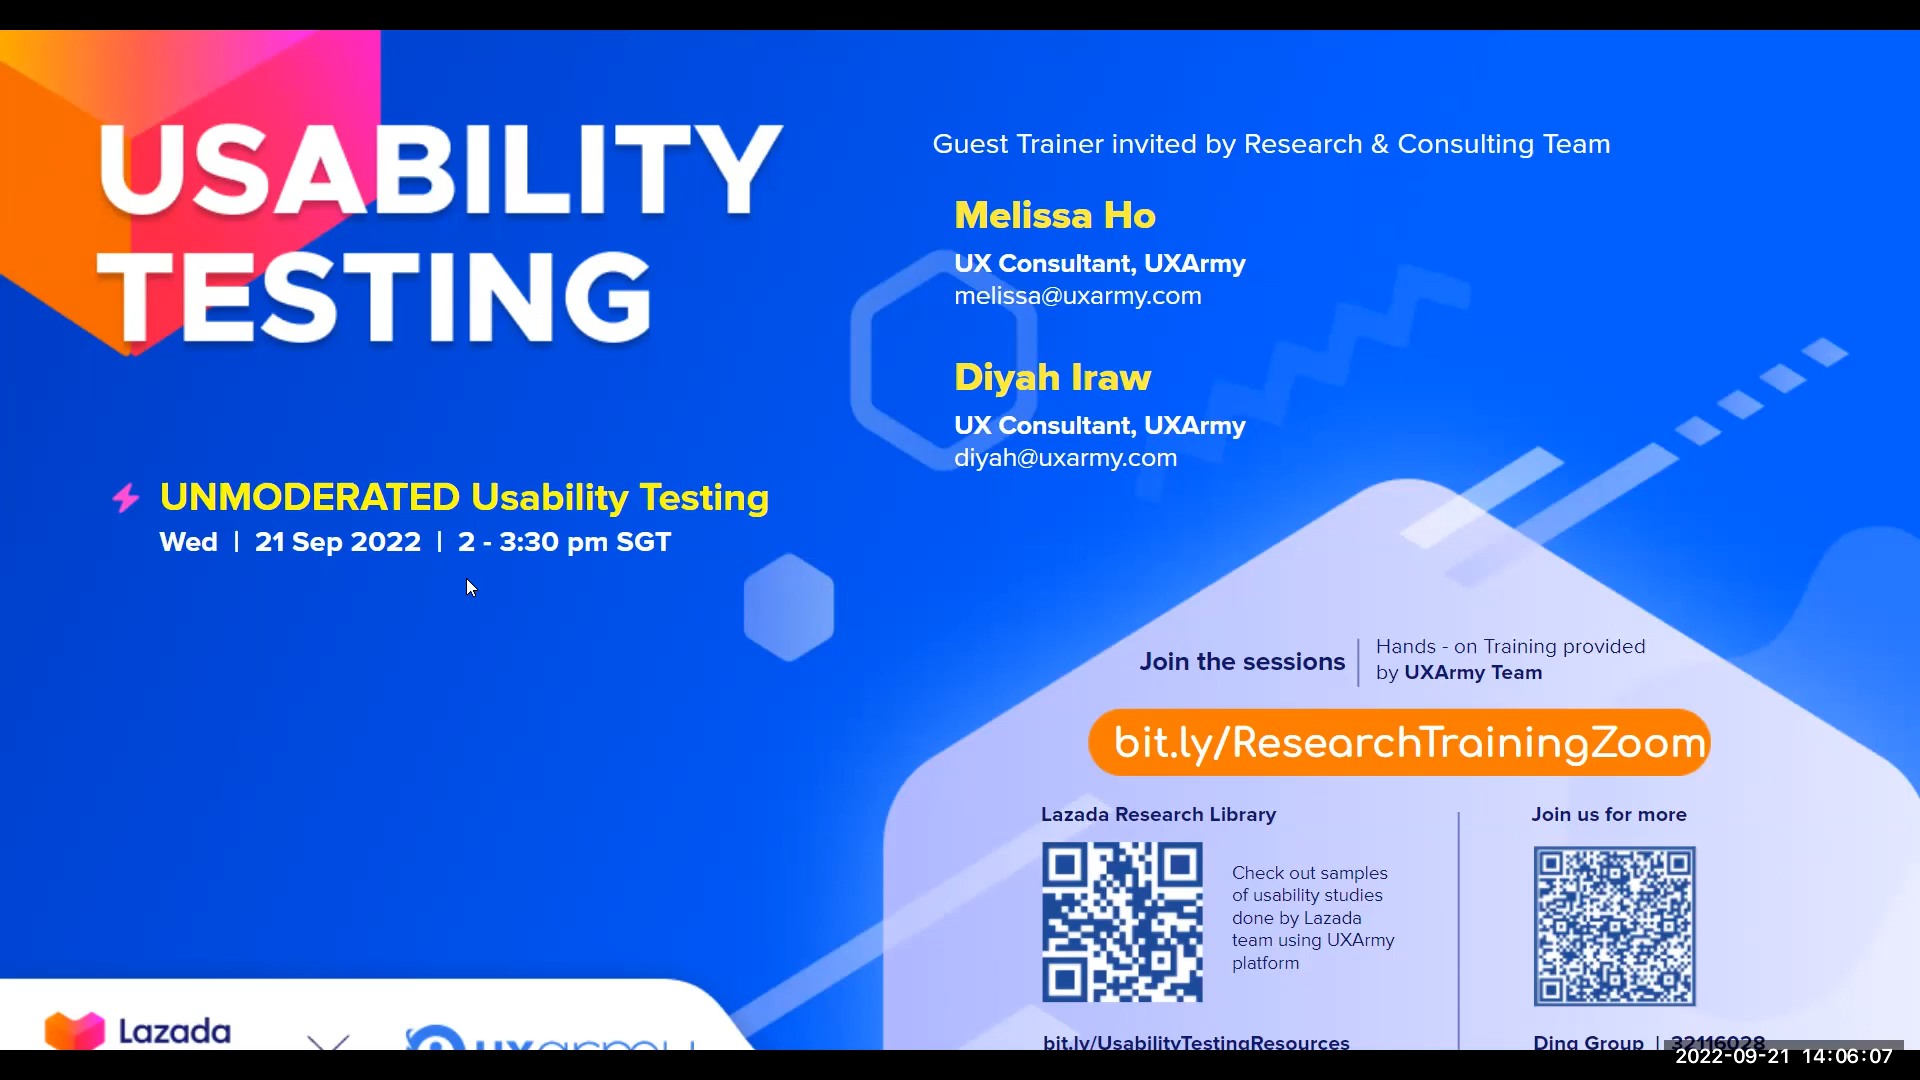 USABILITY
TESTING
UNMODERATED Usability Testing
Wed | 21 Sep 2022 | 2 - 3:30 pm SGT
Guest Trainer invited by Research & Consulting Team
Melissa Ho
UX Consultant, UXArmy
melissa@uxarmy.com
Diyah Iraw
UX Consultant, UXArmy
diyah@uxarmy.com
Join the sessions
Hands - on Training provided
by UXArmy Team
bit.ly/ResearchTrainingZoom
Lazada Research Library
Check out samples
of usability studies
done by Lazada
team using UXArmy
platform
bit.ly/UsabilityTestingResources
Join us for more
Ding Group | 32116028
Lazada
uxarmy
2022-09-21 14:06:07